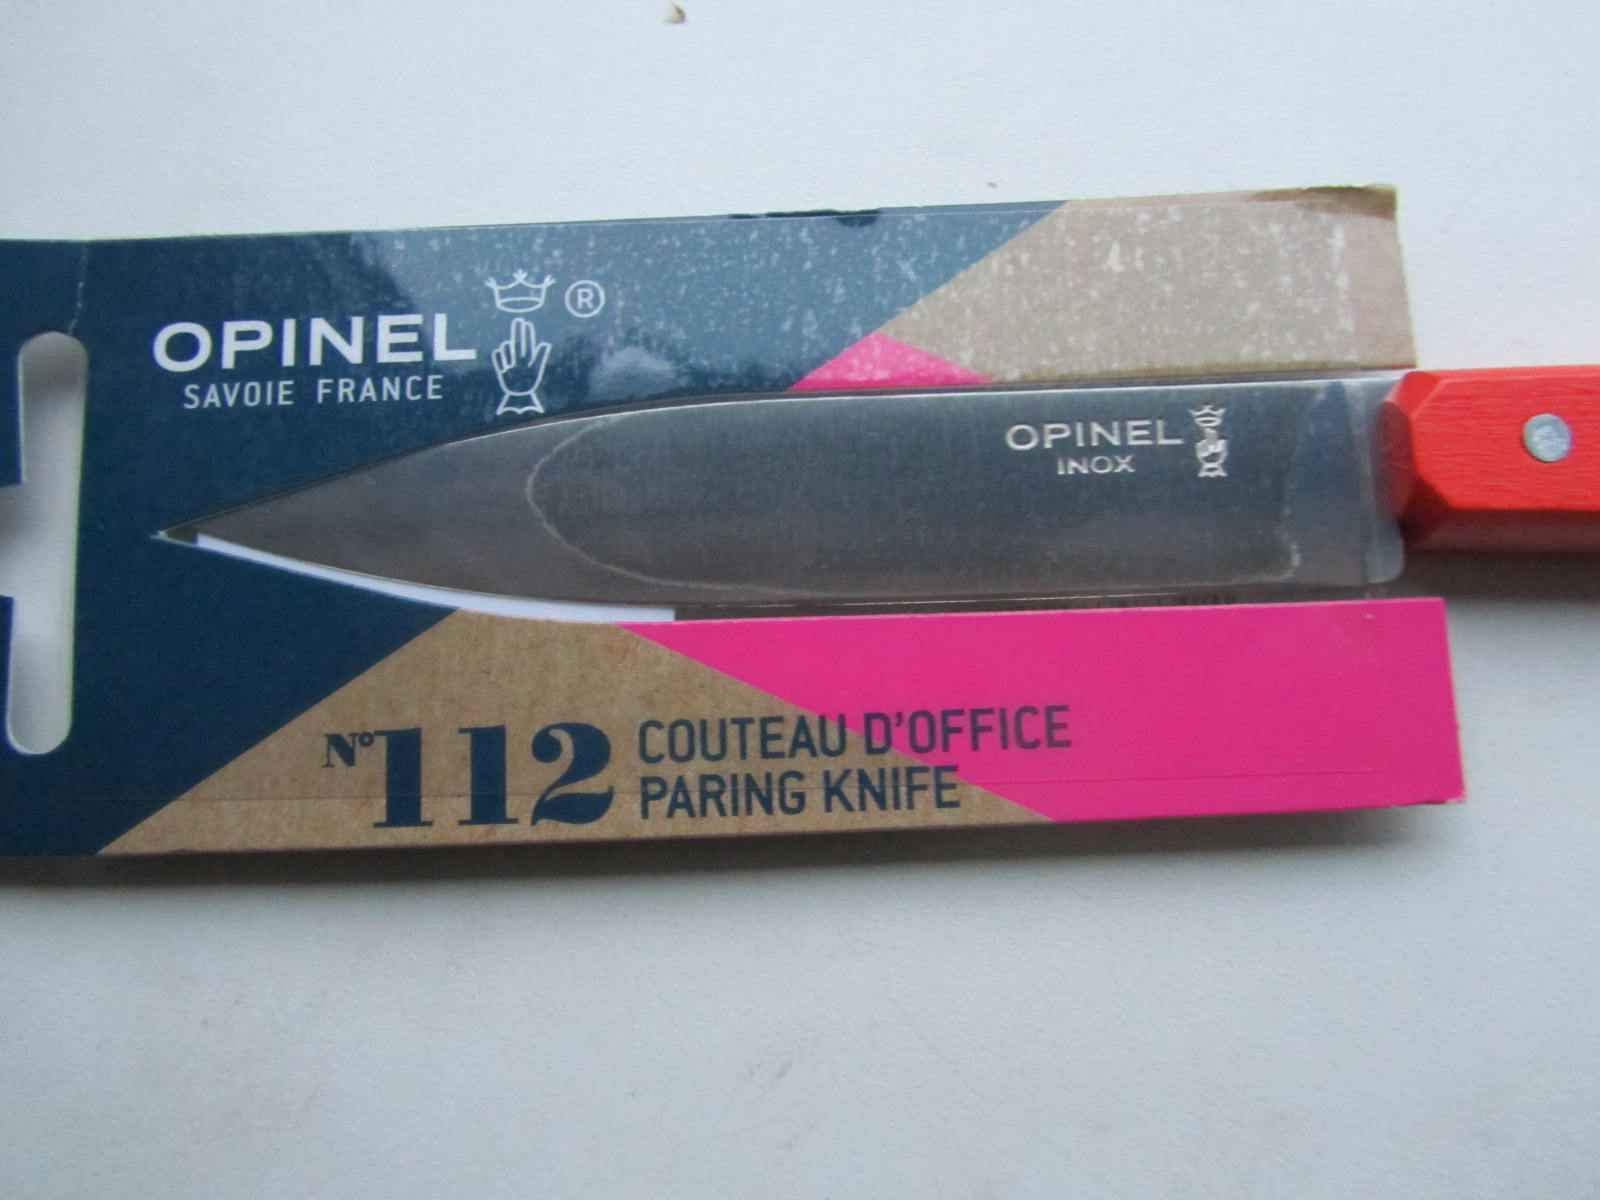 OPINEL ®
SAVOIE FRANCE
OPINEL
INOX
N°112
COUTEAU D'OFFICE
PARING KNIFE